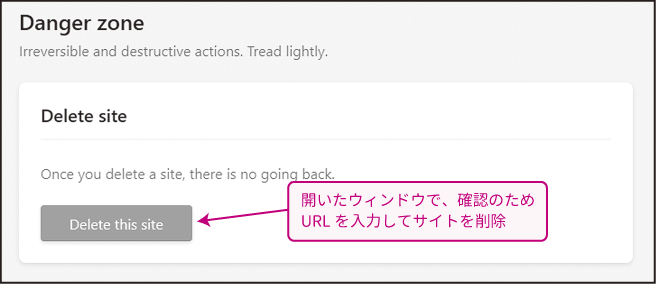 Danger zone
Irreversible and destructive actions. Tread lightly.
Delete site
Once you delete a site, there is no going back.
Delete this site
開いたウィンドウで、確認のため
URL を入力してサイトを削除